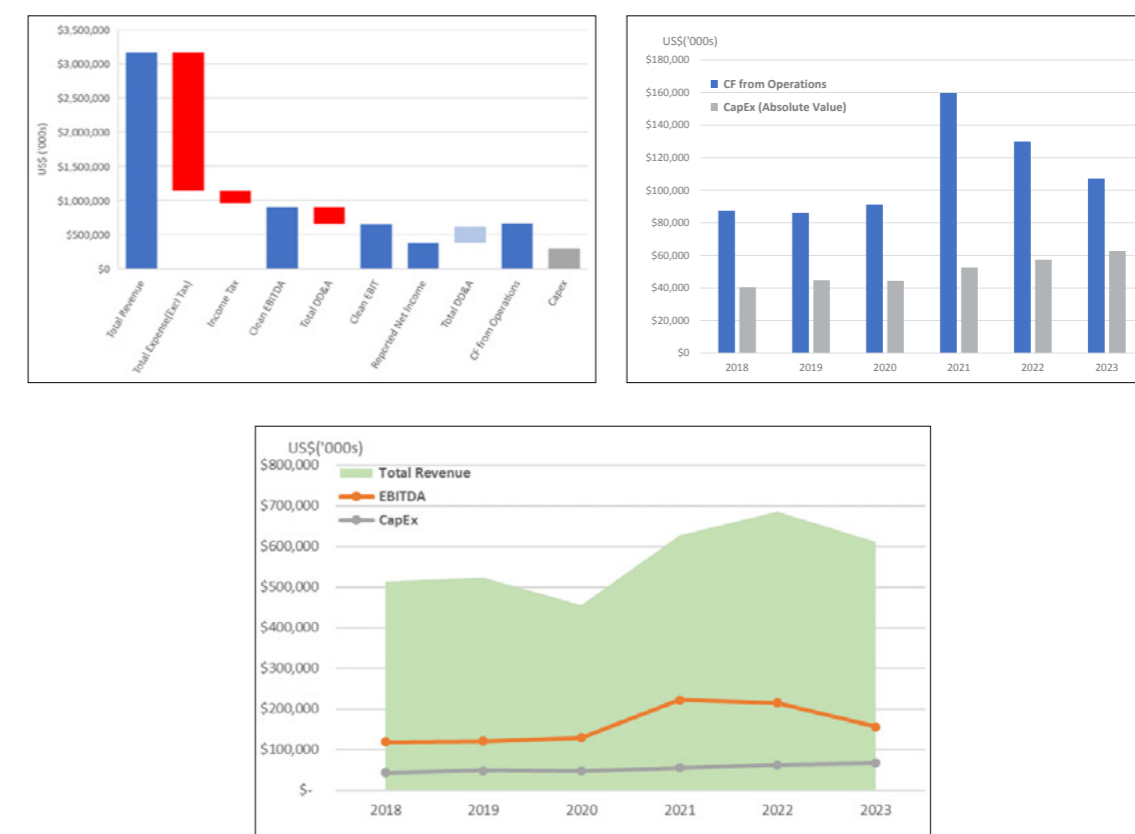 US$ ('000s)
$3,500,000
$3,000,000
$2,500,000
$2,000,000
$1,500,000
$1,000,000
$500,000
$0
Total Revenue
Total Expense(Excl Tax)
Income Tax
Clean EBITDA
Total DD&A
Clean EBIT
Reported Net Income
Total DD&A
CF from Operations
Capex
US$('000s)
$180,000
$160,000
$140,000
$120,000
$100,000
$80,000
$60,000
$40,000
$20,000
$0
CF from Operations
CapEx (Absolute Value)
2018 2019 2020 2021 2022 2023
US$('000s)
$800,000
$700,000
$600,000
$500,000
$400,000
$300,000
$200,000
$100,000
$-
Total Revenue
EBITDA
CapEx
2018 2019 2020 2021 2022 2023